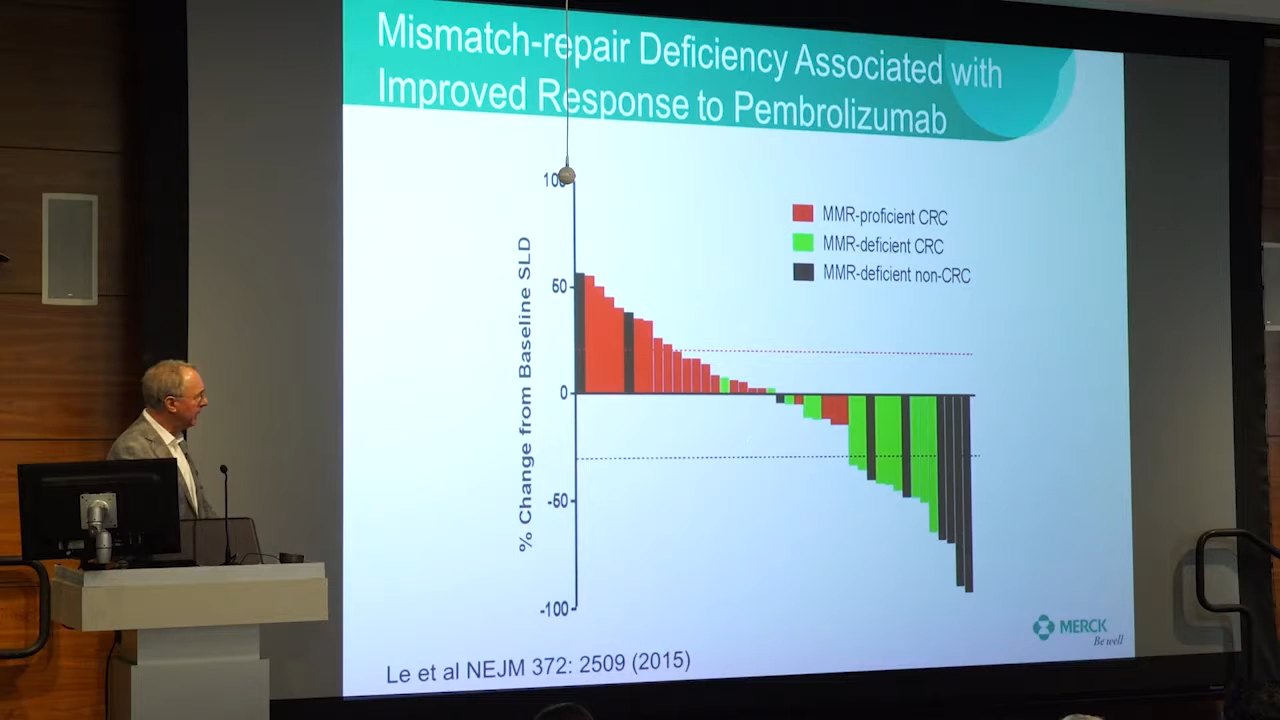 Mismatch-repair Deficiency Associated with
Improved Response to Pembrolizumab
100
MMR-proficient CRC
MMR-deficient CRC
MMR-deficient non-CRC
% Change from Baseline SLD
50
0
-50
-100
MERCK
Be well
Le et al NEJM 372: 2509 (2015)